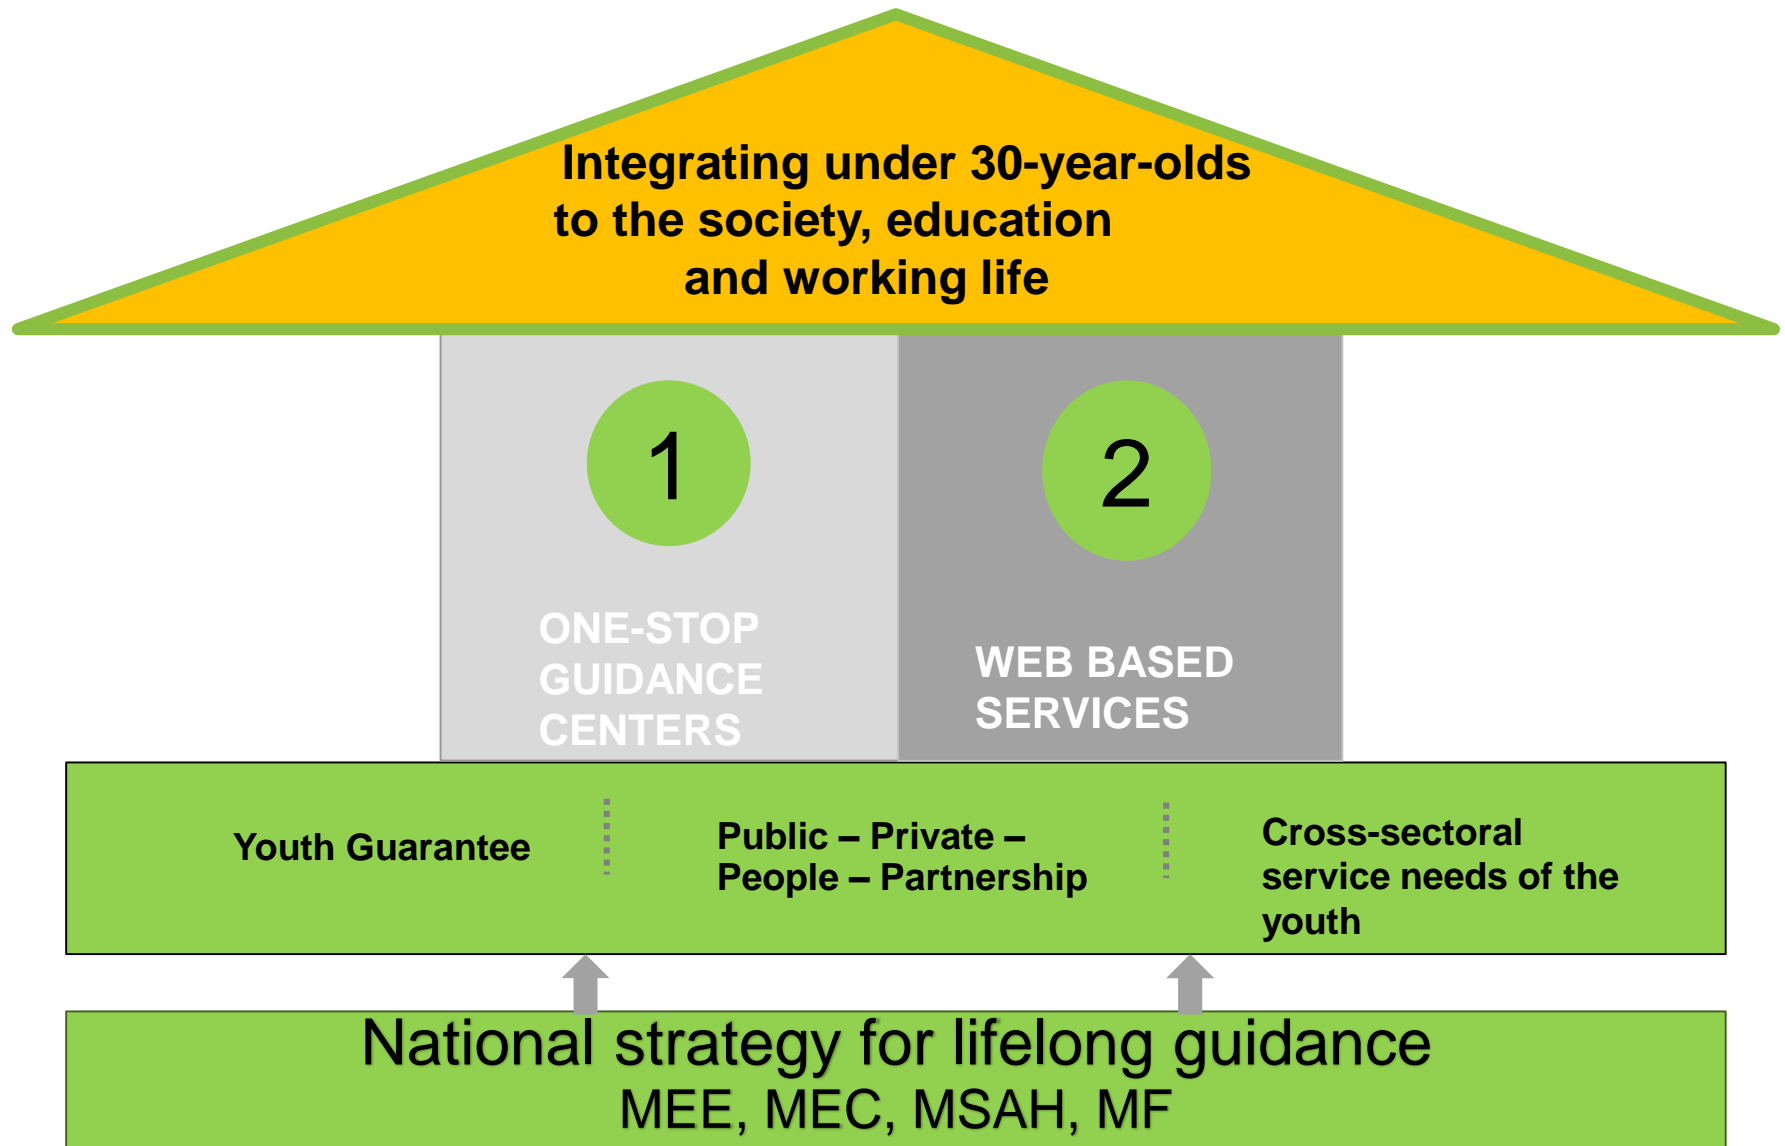 Integrating under 30-year-olds
to the society, education
and working life
1
2
ONE-STOP
GUIDANCE
CENTERS
WEB BASED
SERVICES
Youth Guarantee
Public – Private –
People – Partnership
Cross-sectoral
service needs of the
youth
National strategy for lifelong guidance
MEE, MEC, MSAH, MF